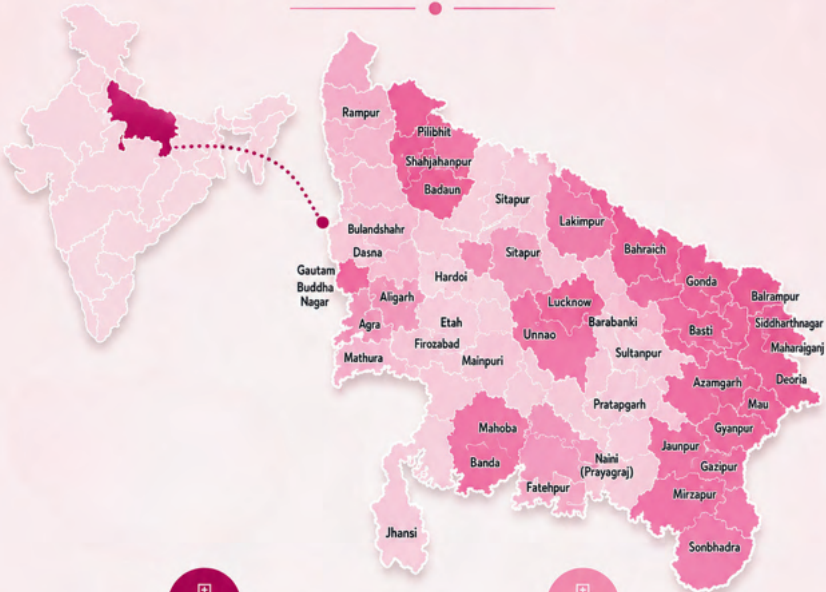 Rampur
Pilibhit
Shahjahanpur
Badaun
Sitapur
Lakimpur
Bulandshahr
Dasna
Sitapur
Bahraich
Gautam
Buddha
Nagar
Hardoi
Gonda
Aligarh
Balrampur
Lucknow
Agra
Etah
Unnao
Barabanki
Basti
Siddharthnagar
Firozabad
Maharajganj
Mathura
Mainpuri
Sultanpur
Azamgarh
Deoria
Pratapgarh
Mau
Mahoba
Gyanpur
Jaunpur
Banda
Naini
(Prayagraj)
Gazipur
Fatehpur
Mirzapur
Jhansi
Sonbhadra